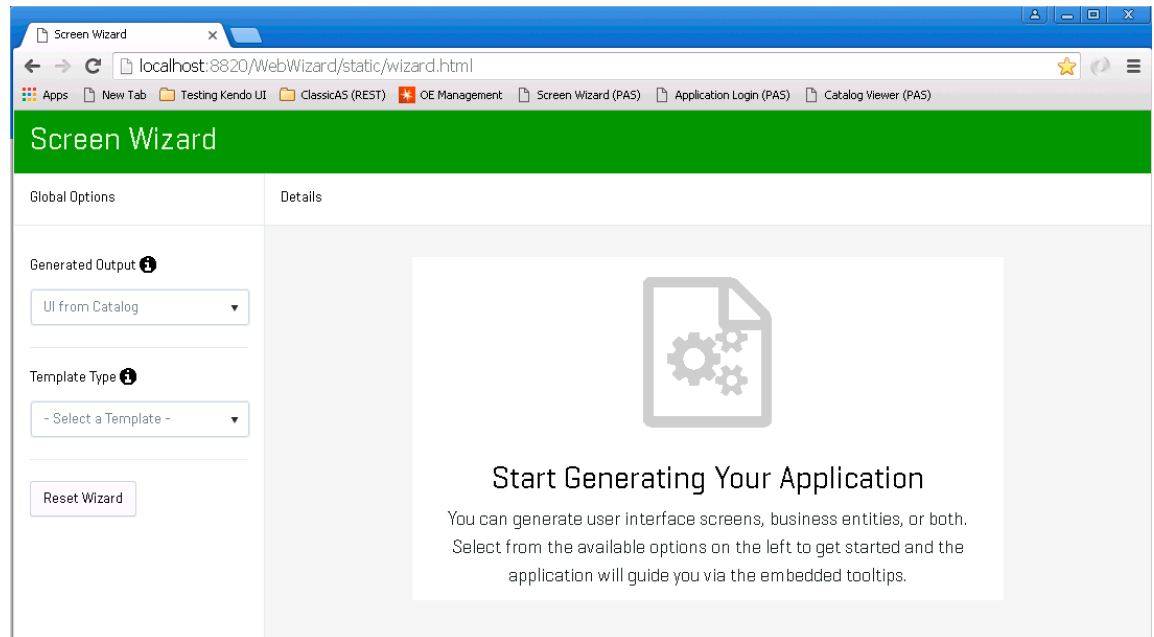 Screen Wizard
localhost:8820/WebWizard/static/wizard.html
Apps New Tab Testing Kendo UI ClassicAS (REST) OE Management Screen Wizard (PAS) Application Login (PAS) Catalog Viewer (PAS)
Screen Wizard
Global Options
Details
Generated Output
UI from Catalog
Template Type
- Select a Template -
Reset Wizard
Start Generating Your Application
You can generate user interface screens, business entities, or both.
Select from the available options on the left to get started and the
application will guide you via the embedded tooltips.